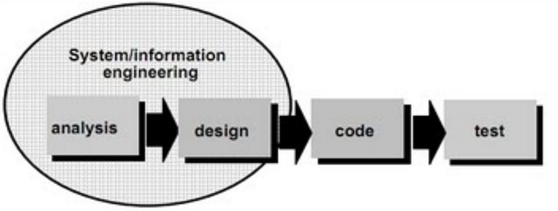 System/information
engineering
analysis
design
code
test